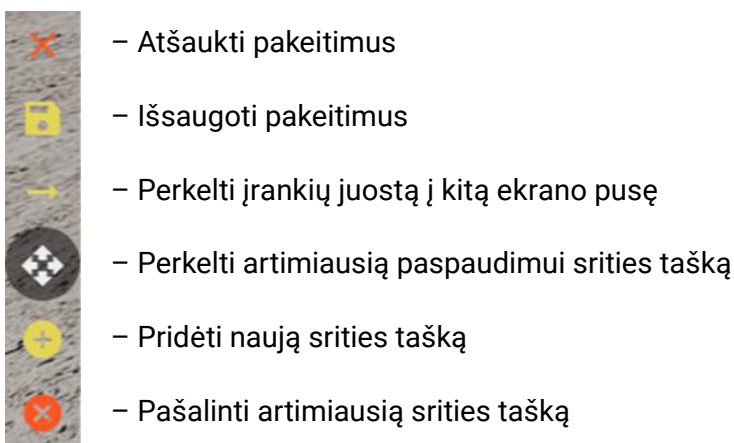 – Atšaukti pakeitimus
– Išsaugoti pakeitimus
– Perkelti įrankių juostą į kitą ekrano pusę
– Perkelti artimiausią paspaudimui srities tašką
– Pridėti naują srities tašką
– Pašalinti artimiausią srities tašką